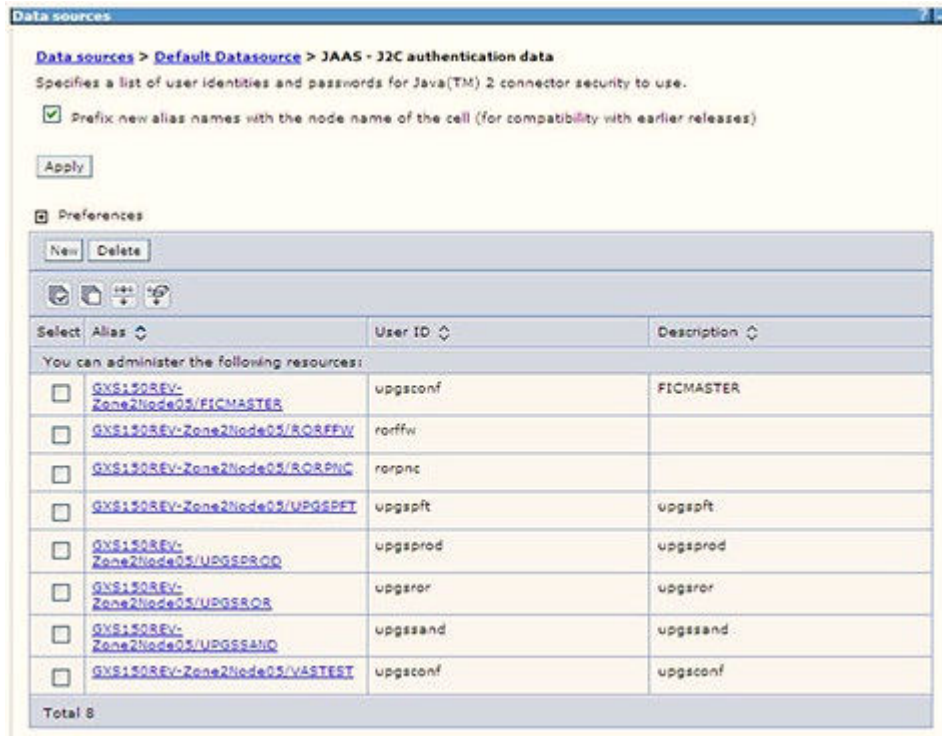 Data sources
?
Data sources > Default Datasource > JAAS - J2C authentication data
Specifies a list of user identities and passwords for Java(TM) 2 connector security to use.
Prefix new alias names with the node name of the cell (for compatibility with earlier releases)
Apply
Preferences
New Delete
Select Alias User ID Description
You can administer the following resources:
GXS150REV- upgsconf FICMASTER
Zone2Node05/FICMASTER
GXS150REV-Zone2Node05/RORFFW rorffw
GXS150REV-Zone2Node05/RORPNC rorpnc
GXS150REV-Zone2Node05/UPGSPFT upgspft upgspft
GXS150REV- upgsprod upgsprod
Zone2Node05/UPGSPROD
GXS150REV- upgsror upgsror
Zone2Node05/UPGSROR
GXS150REV- upgssand upgssand
Zone2Node05/UPGSSAND
GXS150REV-Zone2Node05/VASTEST upgsconf upgsconf
Total 8